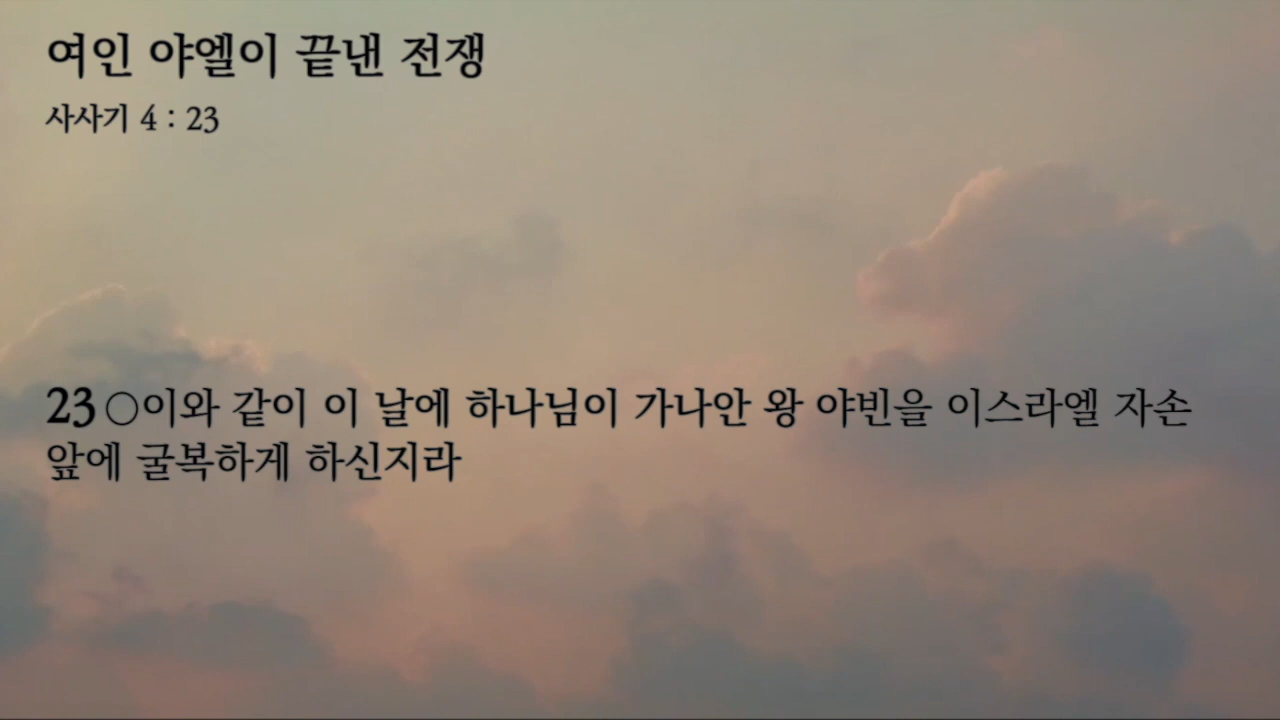 여인 야엘이 끝낸 전쟁
사사기 4 : 23
23 ○이와 같이 이 날에 하나님이 가나안 왕 야빈을 이스라엘 자손
앞에 굴복하게 하신지라